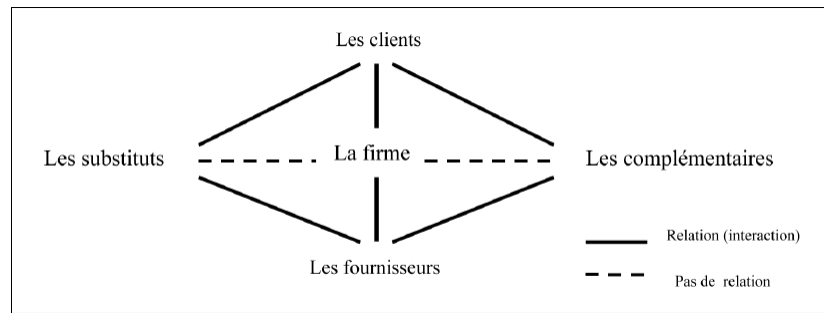 Les clients
Les substituts
La firme
Les complémentaires
Les fournisseurs
Relation (interaction)
Pas de relation